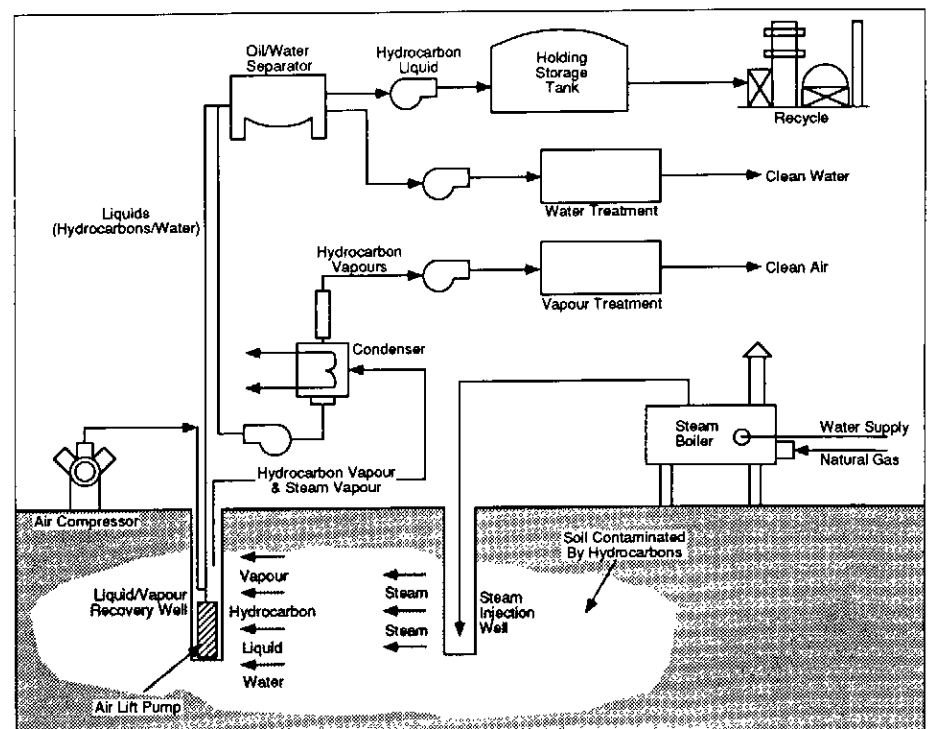 Oil/Water
Separator
Hydrocarbon
Liquid
Holding
Storage
Tank
Recycle
Clean Water
Water Treatment
Liquids
(Hydrocarbons/Water)
Hydrocarbon
Vapours
Clean Air
Vapour Treatment
Condenser
Steam
Boiler
Water Supply
Natural Gas
Hydrocarbon Vapour
& Steam Vapour
Air Compressor
Soil Contaminated
By Hydrocarbons
Vapour
Steam
Liquid/Vapour
Recovery Well
Hydrocarbon
Steam
Injection
Well
Steam
Liquid
Water
Air Lift Pump